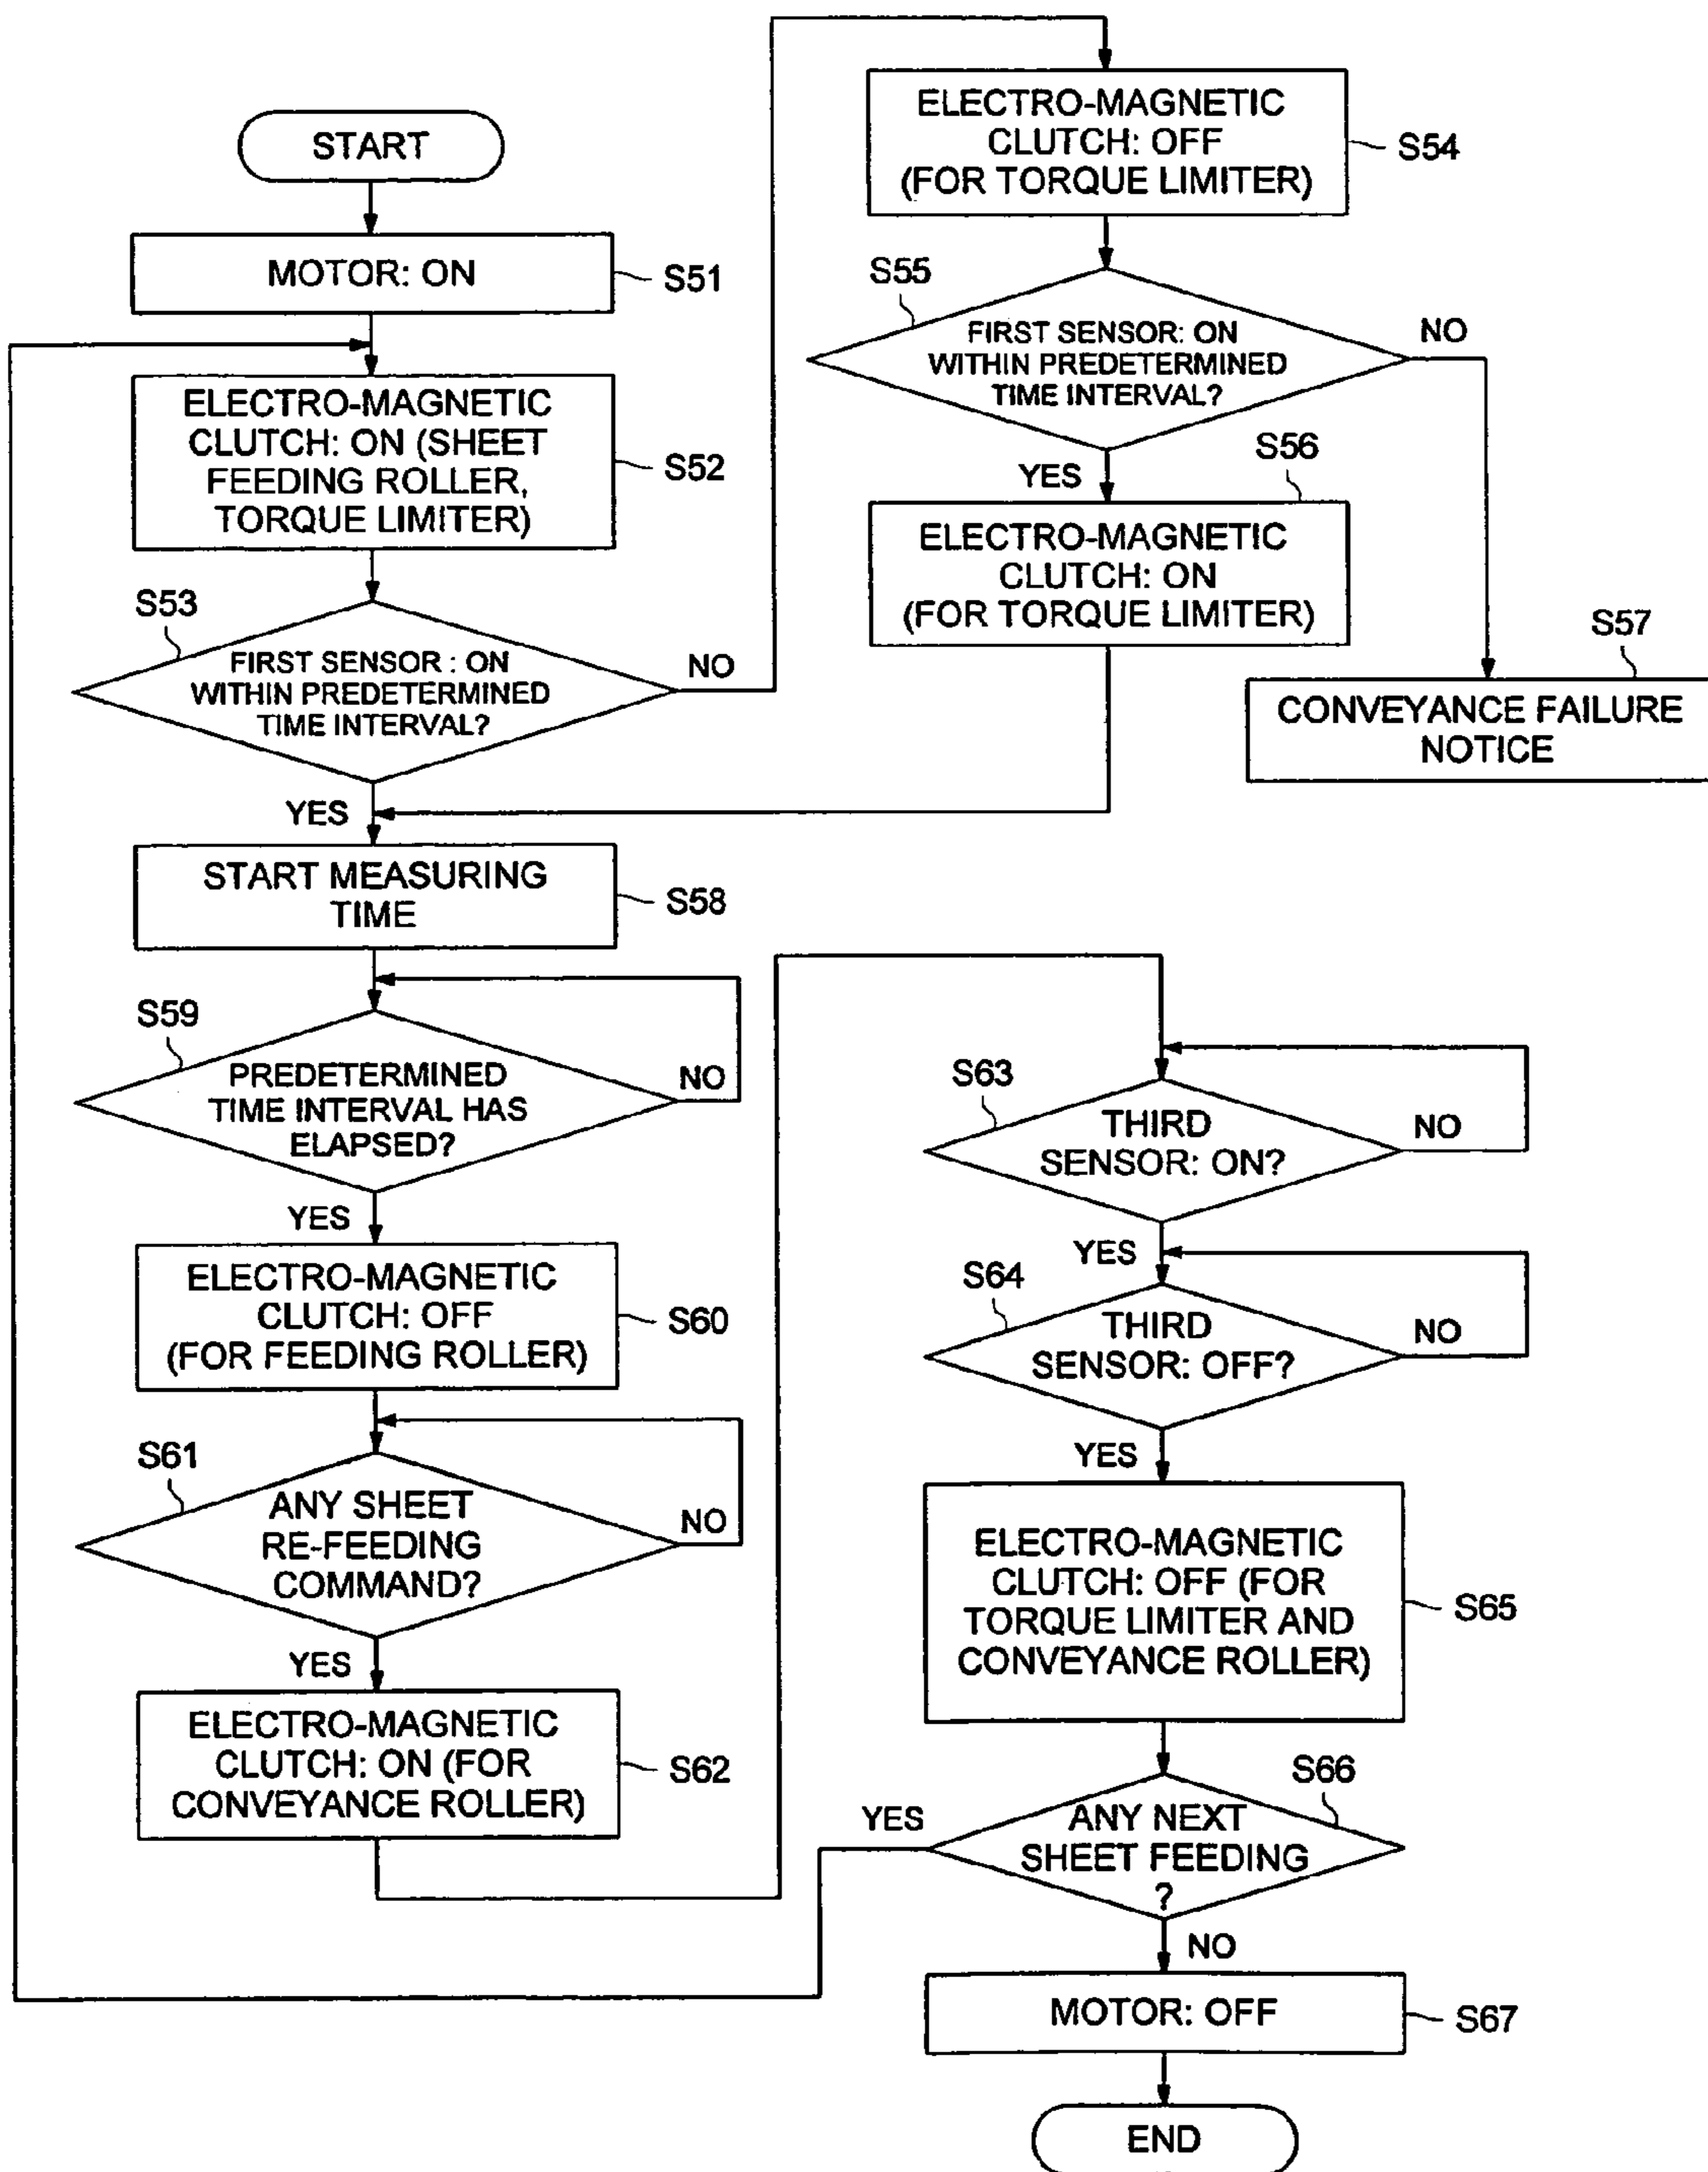 START
MOTOR: ON
S51
ELECTRO-MAGNETIC
CLUTCH: ON (SHEET
FEEDING ROLLER,
TORQUE LIMITER)
S52
S53
FIRST SENSOR : ON
WITHIN PREDETERMINED
TIME INTERVAL?
NO
YES
ELECTRO-MAGNETIC
CLUTCH: OFF
(FOR TORQUE LIMITER)
S54
S55
FIRST SENSOR: ON
WITHIN PREDETERMINED
TIME INTERVAL?
NO
YES
S56
ELECTRO-MAGNETIC
CLUTCH: ON
(FOR TORQUE LIMITER)
S57
CONVEYANCE FAILURE
NOTICE
START MEASURING
TIME
S58
S59
PREDETERMINED
TIME INTERVAL HAS
ELAPSED?
NO
YES
ELECTRO-MAGNETIC
CLUTCH: OFF
(FOR FEEDING ROLLER)
S60
S61
ANY SHEET
RE-FEEDING
COMMAND?
NO
YES
ELECTRO-MAGNETIC
CLUTCH: ON (FOR
CONVEYANCE ROLLER)
S62
S63
THIRD
SENSOR: ON?
NO
YES
S64
THIRD
SENSOR: OFF?
NO
YES
ELECTRO-MAGNETIC
CLUTCH: OFF (FOR
TORQUE LIMITER AND
CONVEYANCE ROLLER)
S65
S66
ANY NEXT
SHEET FEEDING
?
YES
NO
MOTOR: OFF
S67
END